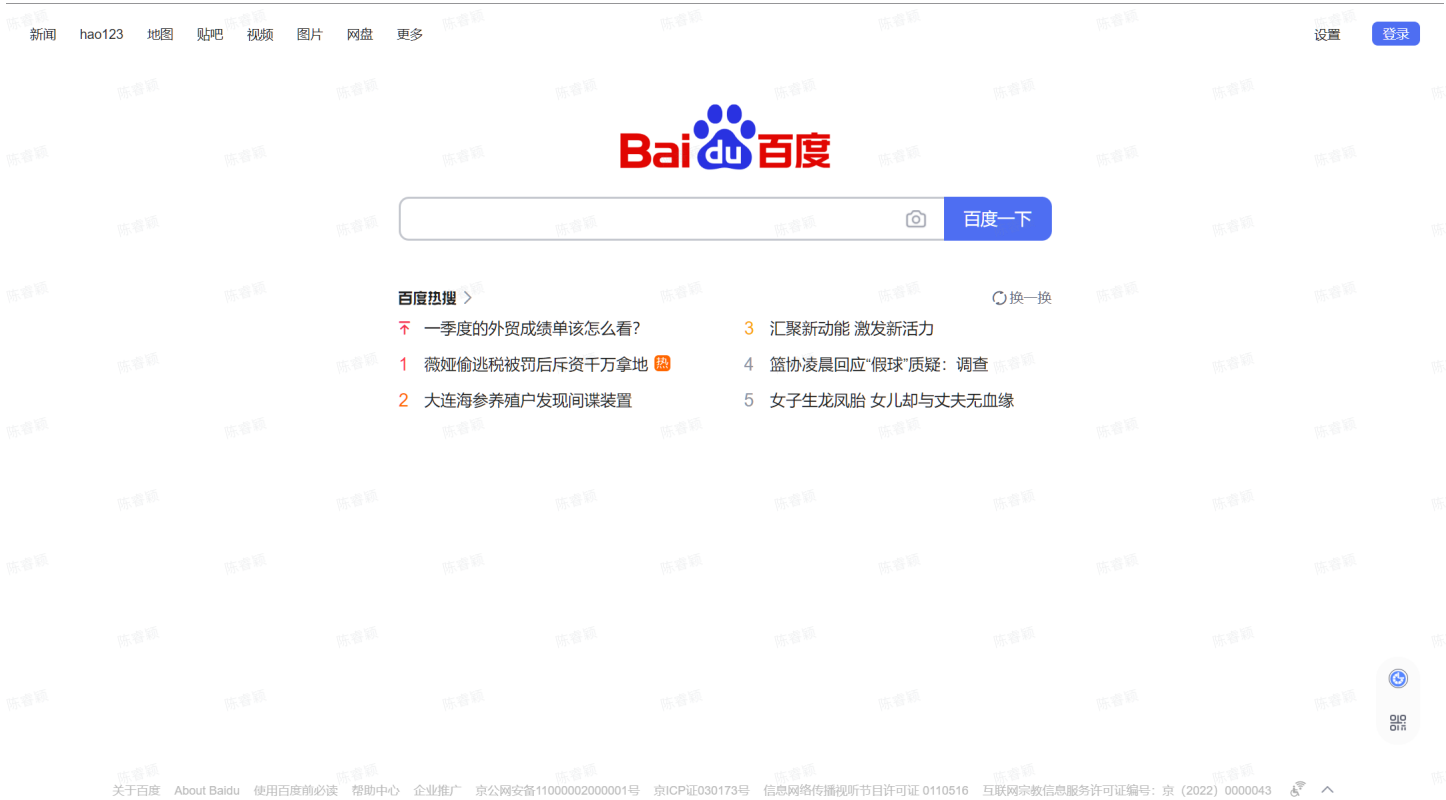 新闻 hao123 地图 贴吧 视频 图片 网盘 更多 设置 登录
Bai du 百度
百度一下
百度热搜 换一换
一季度的外贸成绩单该怎么看?
3 汇聚新动能 激发新活力
1 薇娅偷逃税被罚后斥资千万拿地 热
4 篮协凌晨回应“假球”质疑：调查
2 大连海参养殖户发现间谍装置
5 女子生龙凤胎 女儿却与丈夫无血缘
关于百度 About Baidu 使用百度前必读 帮助中心 企业推广 京公网安备11000002000001号 京ICP证030173号 信息网络传播视听节目许可证 0110516 互联网宗教信息服务许可证编号：京（2022）0000043
陈睿颖